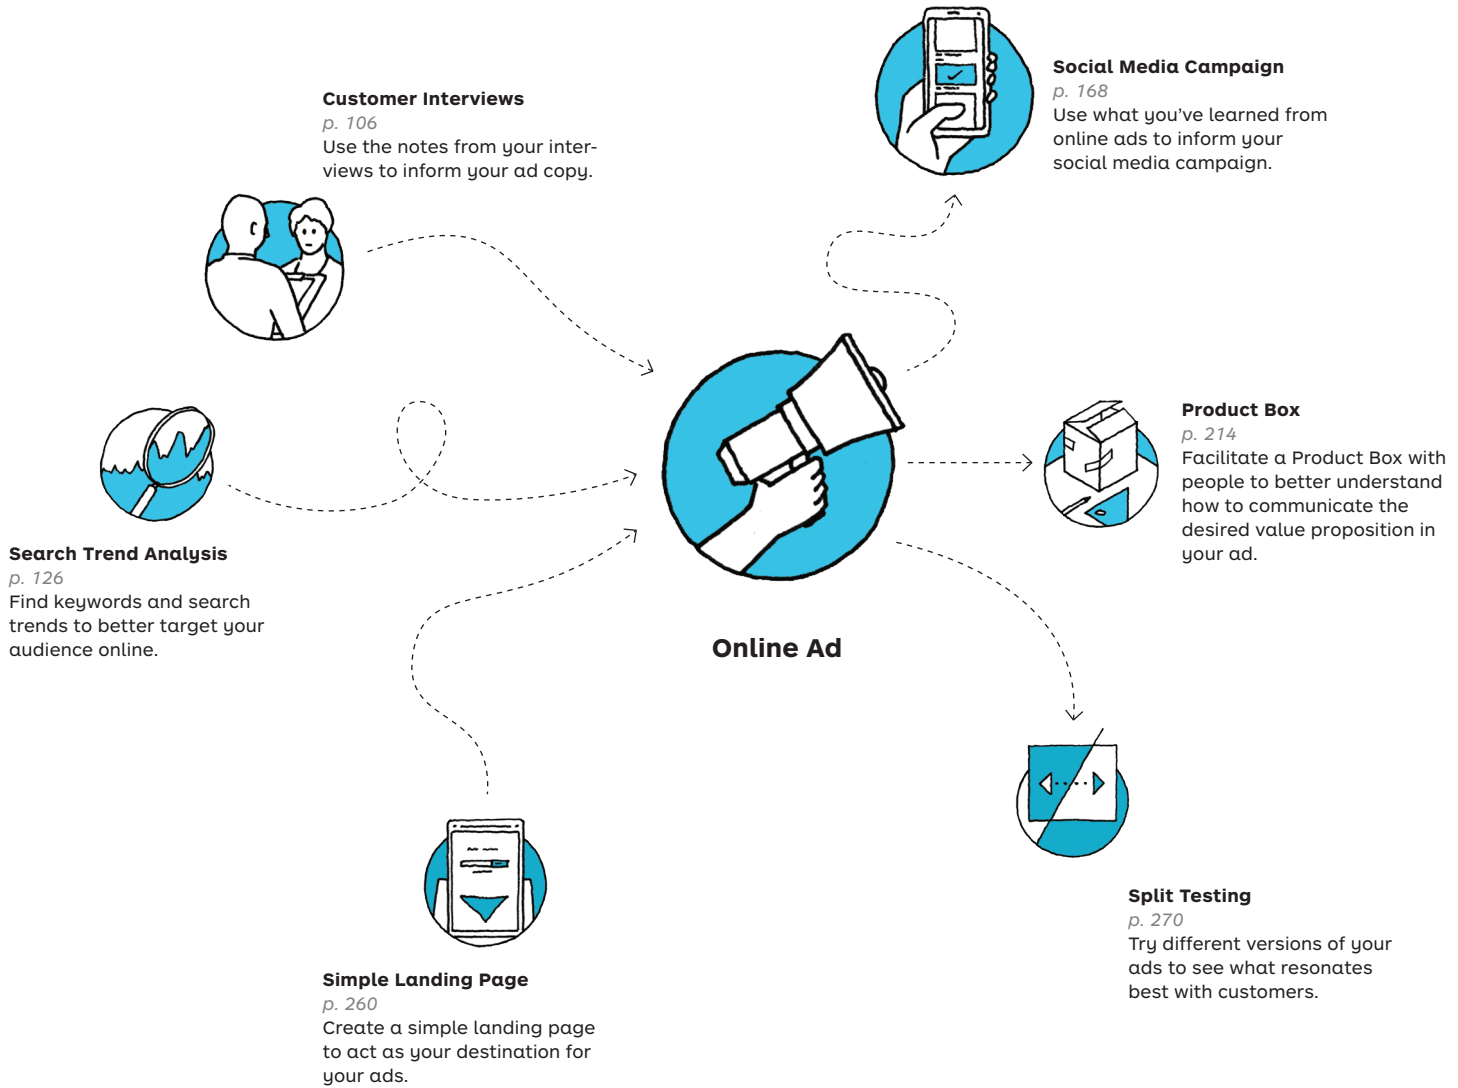 Customer Interviews
p. 106
Use the notes from your inter-
views to inform your ad copy.
Search Trend Analysis
p. 126
Find keywords and search
trends to better target your
audience online.
Simple Landing Page
p. 260
Create a simple landing page
to act as your destination for
your ads.
Online Ad
Social Media Campaign
p. 168
Use what you've learned from
online ads to inform your
social media campaign.
Product Box
p. 214
Facilitate a Product Box with
people to better understand
how to communicate the
desired value proposition in
your ad.
Split Testing
p. 270
Try different versions of your
ads to see what resonates
best with customers.